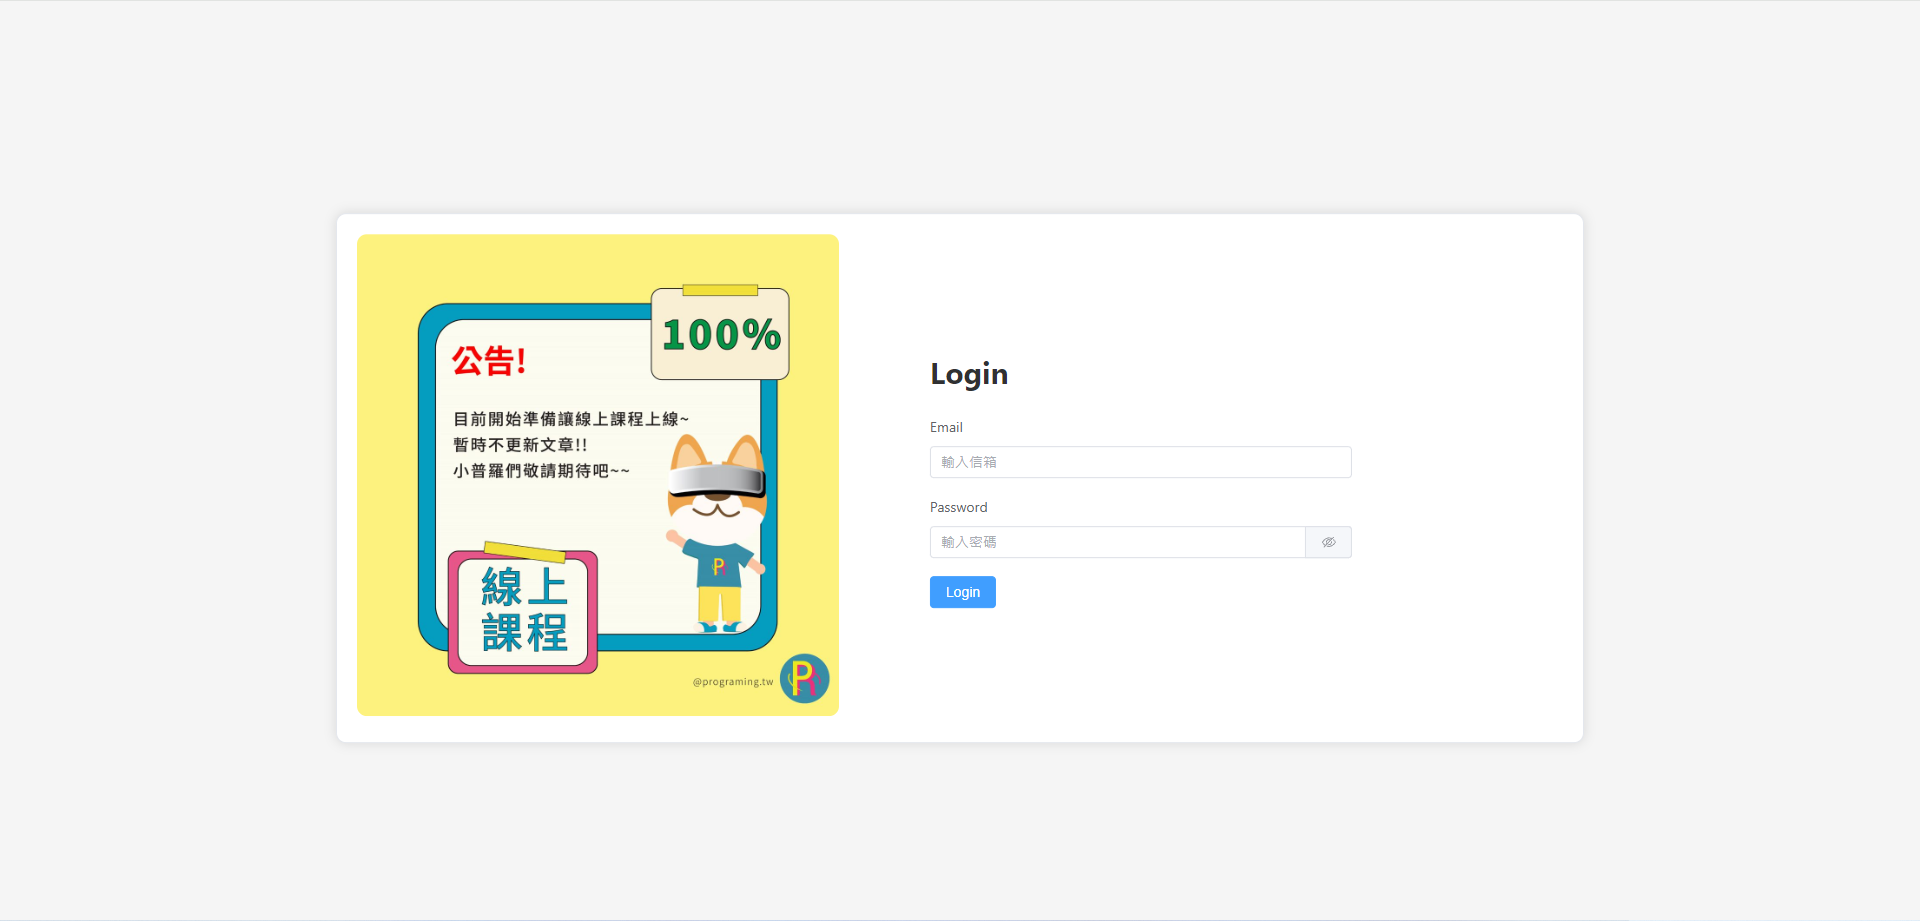 100%
公告!
目前開始準備讓線上課程上線~
暫時不更新文章!!
小普羅們敬請期待吧~~
線上
課程
@programing.tw
Login
Email
輸入信箱
Password
輸入密碼
Login